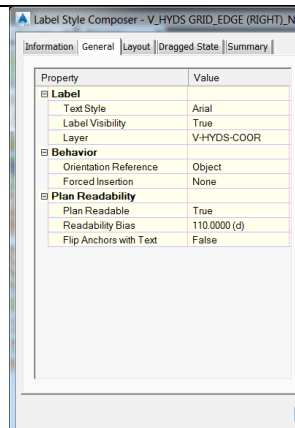 Label Style Composer - V_HYDS GRID_EDGE (RIGHT)_N
Information General Layout Dragged State Summary
Property Value
Label
Text Style Arial
Label Visibility True
Layer V-HYDS-COOR
Behavior
Orientation Reference Object
Forced Insertion None
Plan Readability
Plan Readable True
Readability Bias 110.0000 (d)
Flip Anchors with Text False